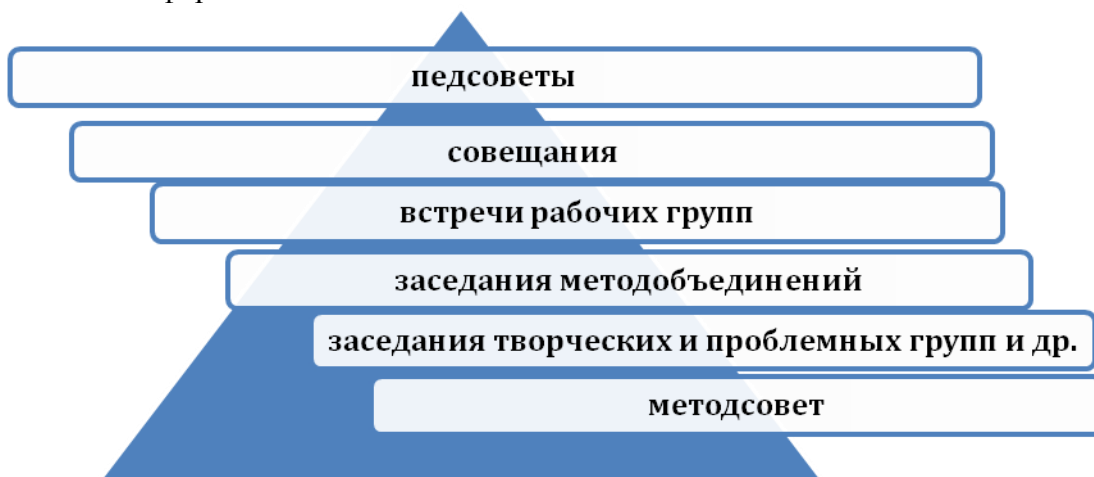 педсоветы
совещания
встречи рабочих групп
заседания методобъединений
заседания творческих и проблемных групп и др.
методсовет